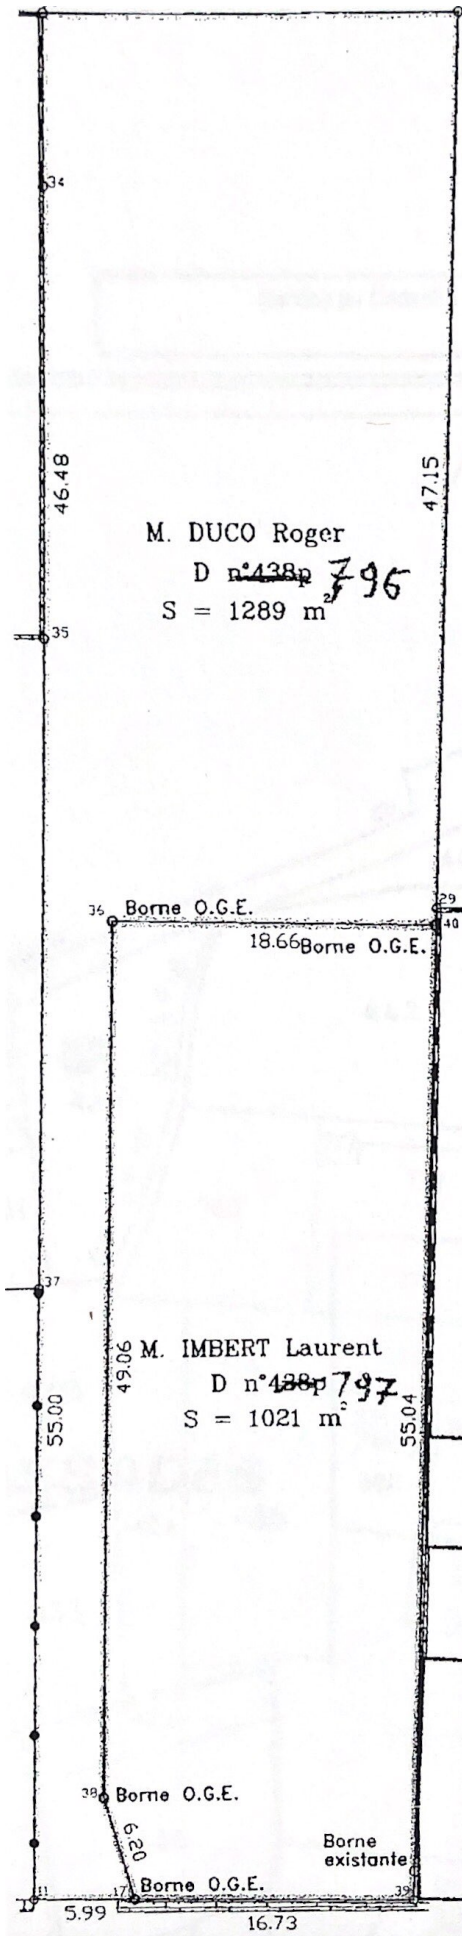 34
46.48
47.15
M. DUCO Roger
D n°438p 796
S = 1289 m²
35
36 Borne O.G.E.
29
40
18.66 Borne O.G.E.
37
M. IMBERT Laurent
D n°438p 797
S = 1021 m²
49.06
55.00
55.04
38 Borne O.G.E.
6.20
Borne
existante
Borne O.G.E.
11
17
39
5.99
16.73